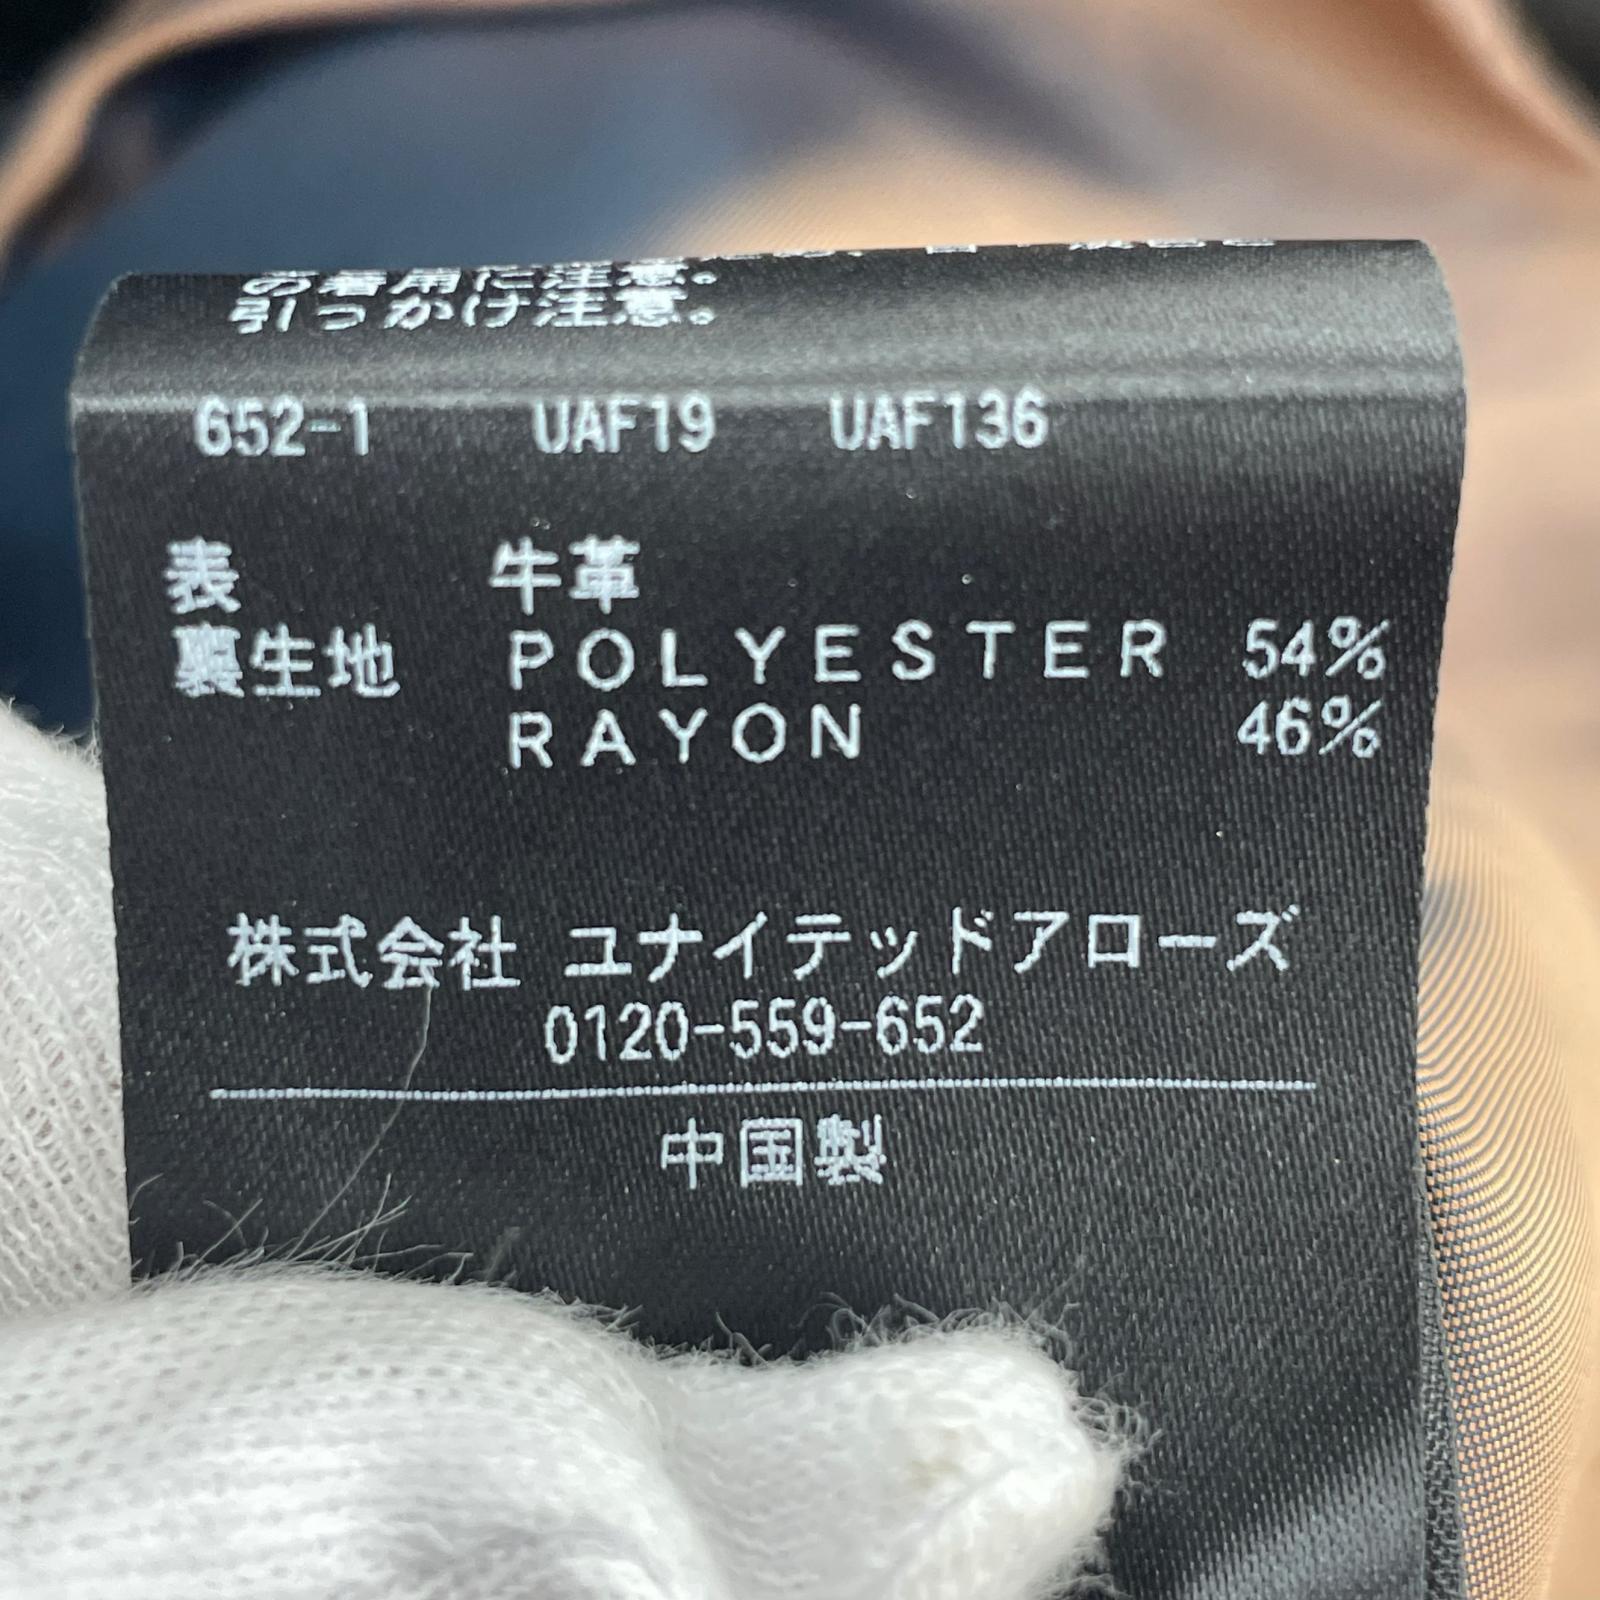 お着用に注意。
引っかけ注意。
652-1 UAF19 UAF136
表 牛革
裏生地 POLYESTER 54%
RAYON 46%
株式会社 ユナイテッドアローズ
0120-559-652
中国製